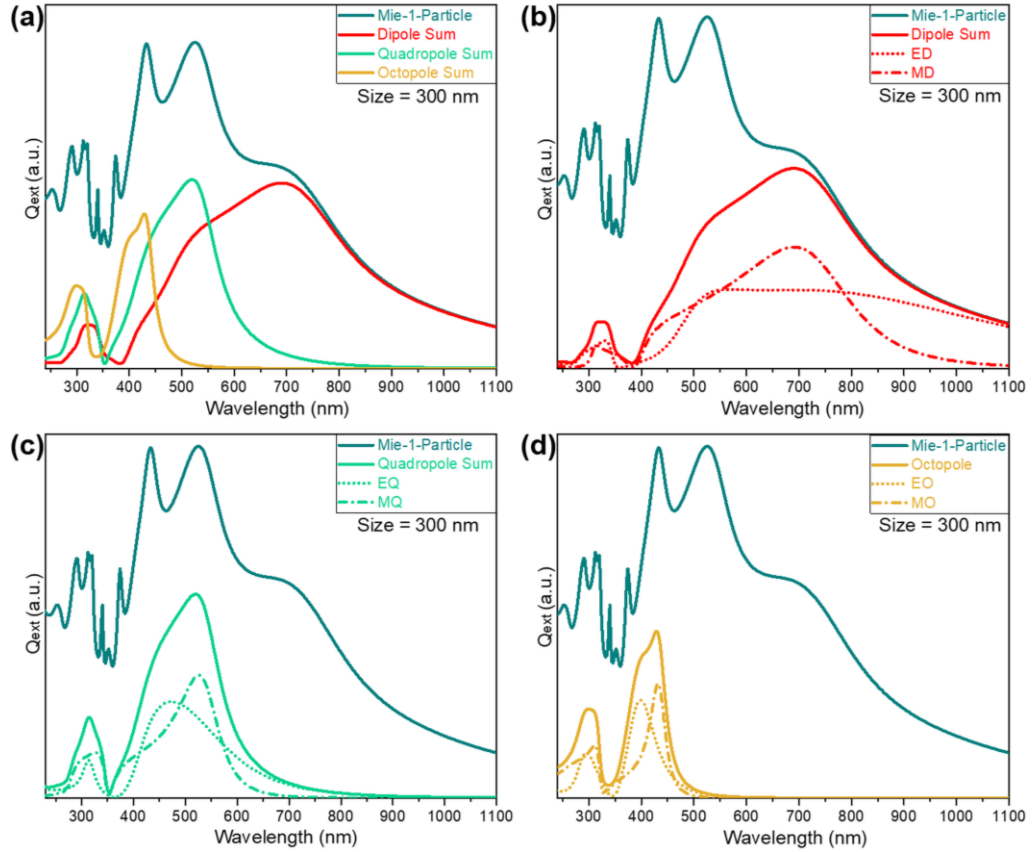 (a)
Mie-1-Particle
Dipole Sum
Quadropole Sum
Octopole Sum
Size = 300 nm
Qext (a.u.)
300 400 500 600 700 800 900 1000 1100
Wavelength (nm)
(b)
Mie-1-Particle
Dipole Sum
ED
MD
Size = 300 nm
Qext (a.u.)
300 400 500 600 700 800 900 1000 1100
Wavelength (nm)
(c)
Mie-1-Particle
Quadropole Sum
EQ
MQ
Size = 300 nm
Qext (a.u.)
300 400 500 600 700 800 900 1000 1100
Wavelength (nm)
(d)
Mie-1-Particle
Octopole
EO
MO
Size = 300 nm
Qext (a.u.)
300 400 500 600 700 800 900 1000 1100
Wavelength (nm)